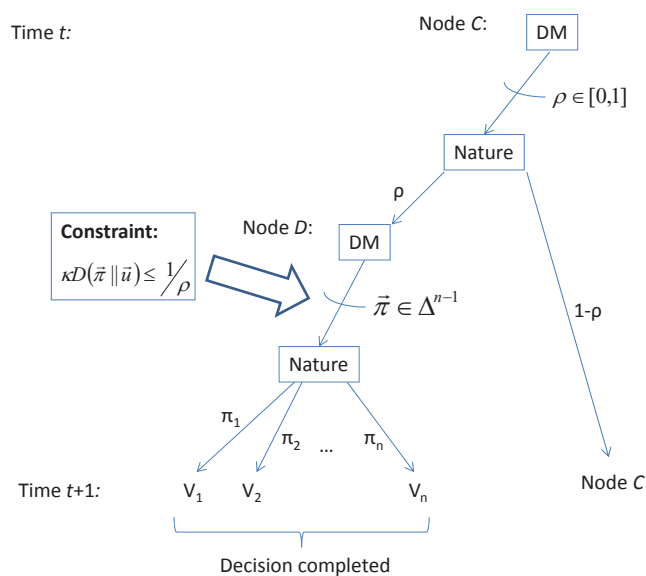 Time t:
Node C:
DM
ρ ∈ [0,1]
Nature
ρ
Node D:
DM
Constraint:
κD(π⃗ ∥ u⃗) ≤ 1/ρ
π⃗ ∈ Δⁿ⁻¹
1-ρ
Nature
π₁
π₂
...
πₙ
Time t+1:
V₁
V₂
Vₙ
Node C
Decision completed